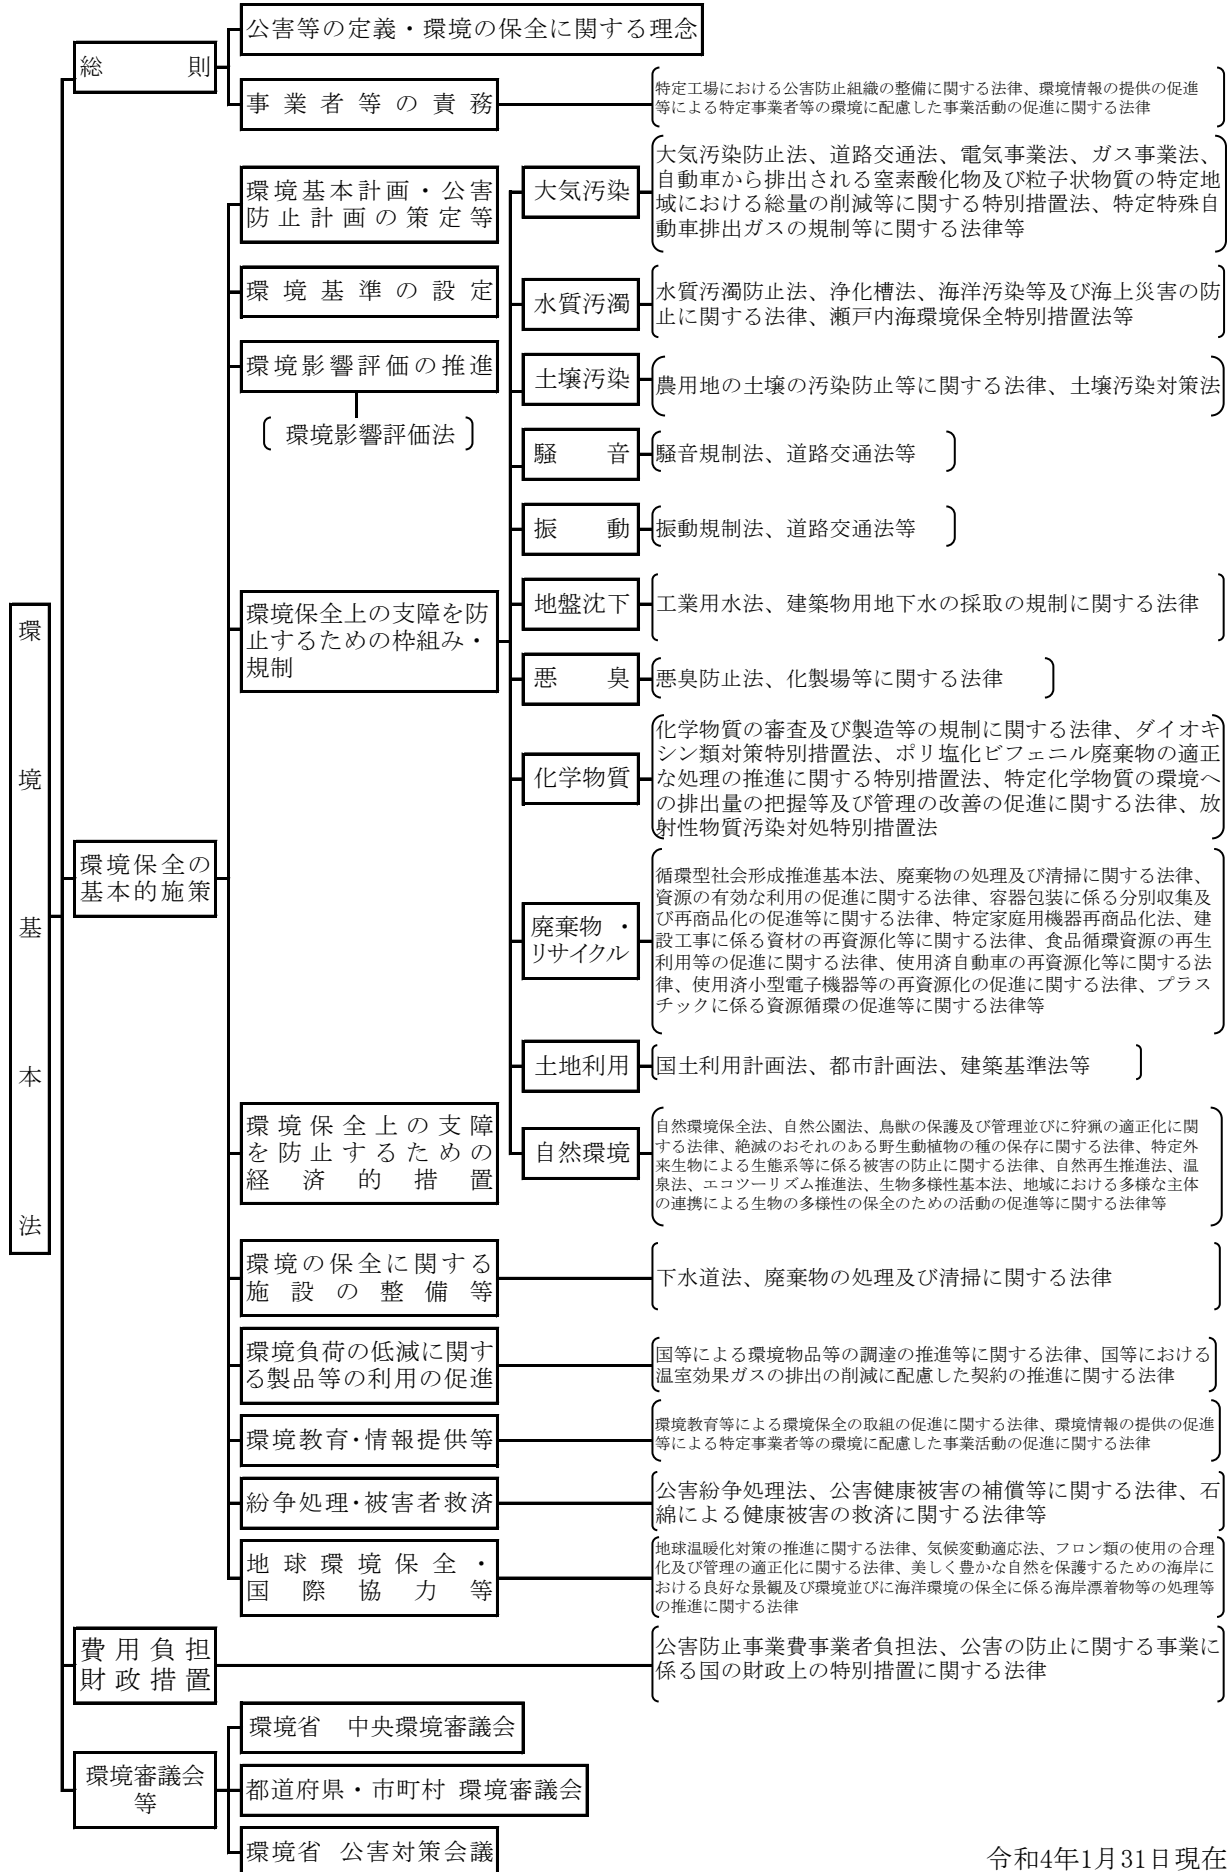 環境基本法
総則
公害等の定義・環境の保全に関する理念
事業者等の責務
特定工場における公害防止組織の整備に関する法律、環境情報の提供の促進
等による特定事業者等の環境に配慮した事業活動の促進に関する法律
環境保全の
基本的施策
環境基本計画・公害
防止計画の策定等
環境基準の設定
環境影響評価の推進
環境影響評価法
環境保全上の支障を防
止するための枠組み・
規制
大気汚染
大気汚染防止法、道路交通法、電気事業法、ガス事業法、
自動車から排出される窒素酸化物及び粒子状物質の特定地
域における総量の削減等に関する特別措置法、特定特殊自
動車排出ガスの規制等に関する法律等
水質汚濁
水質汚濁防止法、浄化槽法、海洋汚染等及び海上災害の防
止に関する法律、瀬戸内海環境保全特別措置法等
土壌汚染
農用地の土壌の汚染防止等に関する法律、土壌汚染対策法
騒音
騒音規制法、道路交通法等
振動
振動規制法、道路交通法等
地盤沈下
工業用水法、建築物用地下水の採取の規制に関する法律
悪臭
悪臭防止法、化製場等に関する法律
化学物質
化学物質の審査及び製造等の規制に関する法律、ダイオキ
シン類対策特別措置法、ポリ塩化ビフェニル廃棄物の適正
な処理の推進に関する特別措置法、特定化学物質の環境へ
の排出量の把握等及び管理の改善の促進に関する法律、放
射性物質汚染対処特別措置法
廃棄物・
リサイクル
循環型社会形成推進基本法、廃棄物の処理及び清掃に関する法律、
資源の有効な利用の促進に関する法律、容器包装に係る分別収集及
び再商品化の促進等に関する法律、特定家庭用機器再商品化法、建
設工事に係る資材の再資源化等に関する法律、食品循環資源の再生
利用等の促進に関する法律、使用済自動車の再資源化等に関する法
律、使用済小型電子機器等の再資源化の促進に関する法律、プラス
チックに係る資源循環の促進等に関する法律等
土地利用
国土利用計画法、都市計画法、建築基準法等
自然環境
自然環境保全法、自然公園法、鳥獣の保護及び管理並びに狩猟の適正化に関
する法律、絶滅のおそれのある野生動植物の種の保存に関する法律、特定外
来生物による生態系等に係る被害の防止に関する法律、自然再生推進法、温
泉法、エコツーリズム推進法、生物多様性基本法、地域における多様な主体
の連携による生物の多様性の保全のための活動の促進等に関する法律等
環境保全上の支障
を防止するための
経済的措置
環境の保全に関する
施設の整備等
下水道法、廃棄物の処理及び清掃に関する法律
環境負荷の低減に関す
る製品等の利用の促進
国等による環境物品等の調達の推進等に関する法律、国等における
温室効果ガスの排出の削減に配慮した契約の推進に関する法律
環境教育・情報提供等
環境教育等による環境保全の取組の促進に関する法律、環境情報の提供の促進
等による特定事業者等の環境に配慮した事業活動の促進に関する法律
紛争処理・被害者救済
公害紛争処理法、公害健康被害の補償等に関する法律、石
綿による健康被害の救済に関する法律等
地球環境保全・
国際協力等
地球温暖化対策の推進に関する法律、気候変動適応法、フロン類の使用の合理
化及び管理の適正化に関する法律、美しく豊かな自然を保護するための海岸に
おける良好な景観及び環境並びに海洋環境の保全に係る海岸漂着物等の処理等
の推進に関する法律
費用負担
財政措置
公害防止事業費事業者負担法、公害の防止に関する事業に
係る国の財政上の特別措置に関する法律
環境審議会
等
環境省 中央環境審議会
都道府県・市町村 環境審議会
環境省 公害対策会議
令和4年1月31日現在